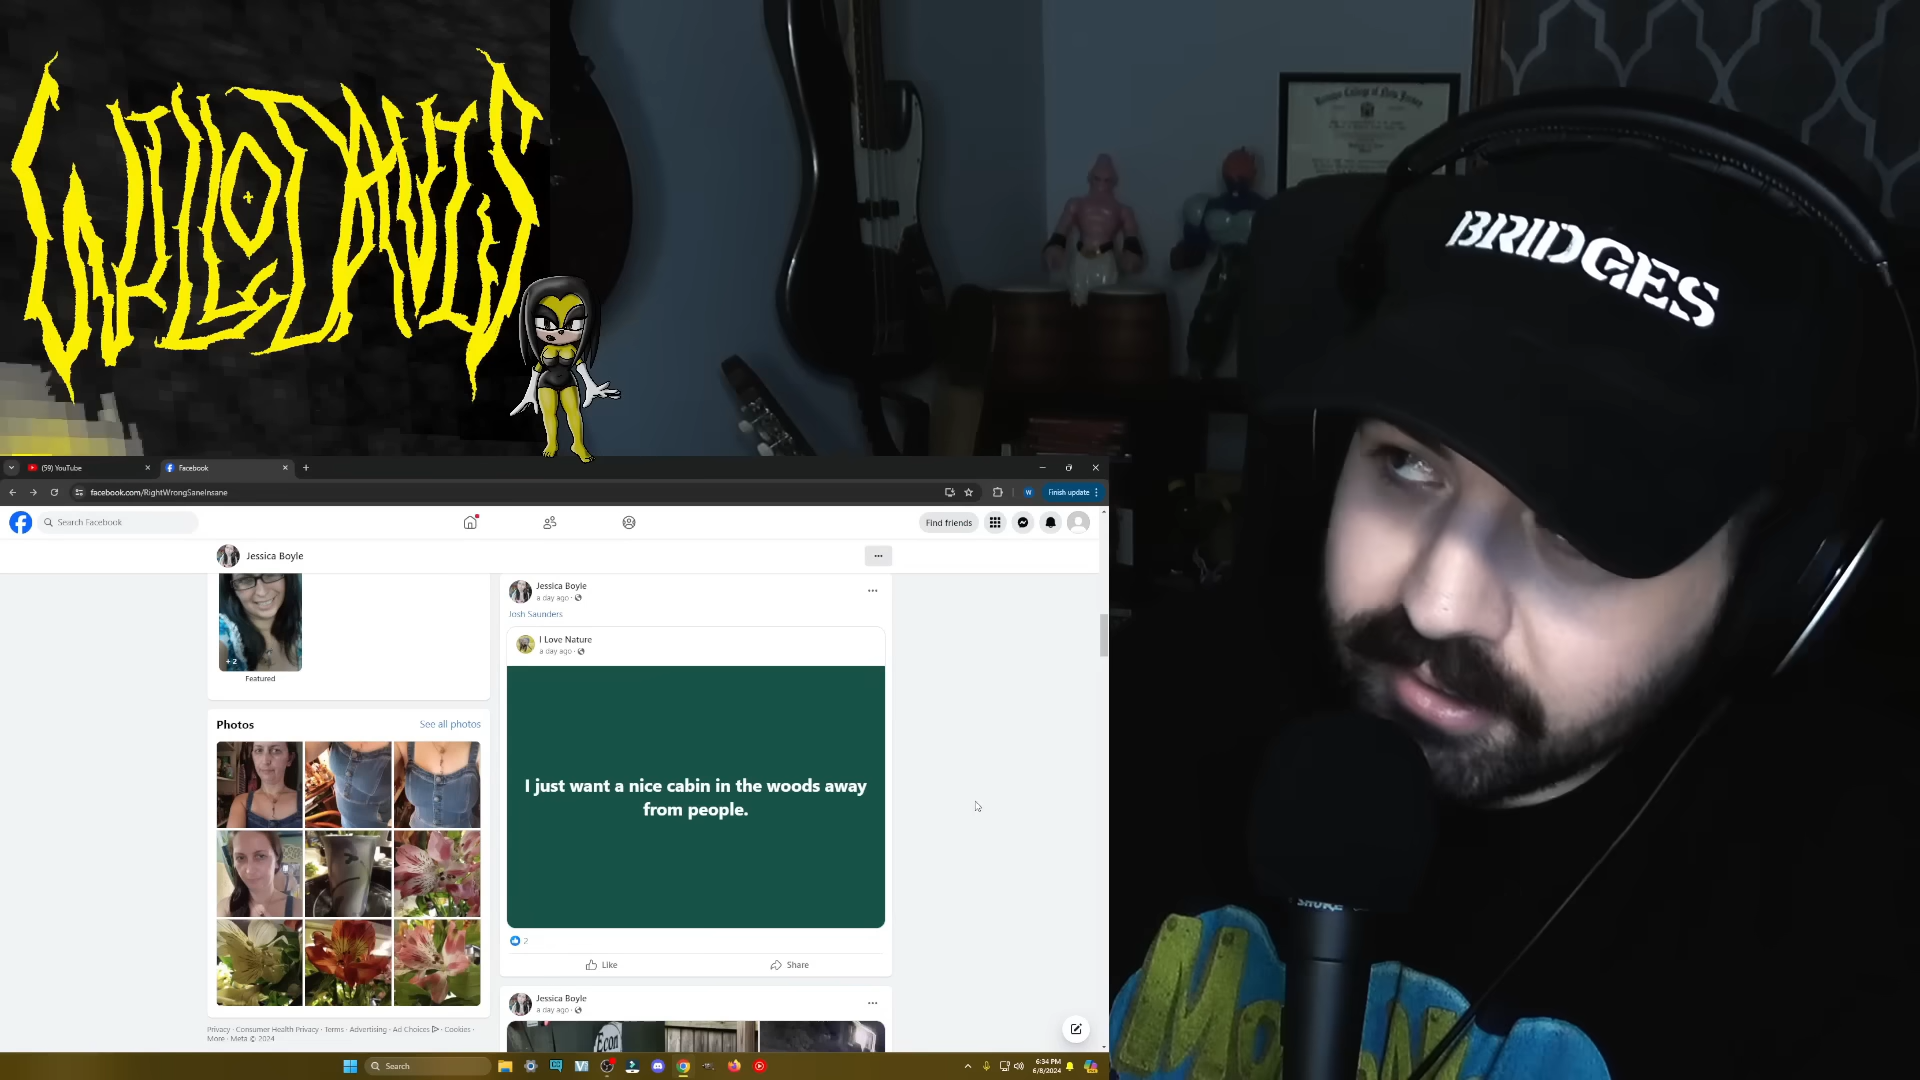 BRIDGES
(59) YouTube
Facebook
facebook.com/RightWrongSaneInsane
Finish update
Search Facebook
Find friends
Jessica Boyle
+2
Featured
Photos
See all photos
Jessica Boyle
a day ago
Josh Saunders
I Love Nature
a day ago
I just want a nice cabin in the woods away
from people.
2
Like
Share
Jessica Boyle
a day ago
Econ
Privacy · Consumer Health Privacy · Terms · Advertising · Ad Choices · Cookies ·
More · Meta © 2024
SHURE
Search
6:34 PM
6/8/2024